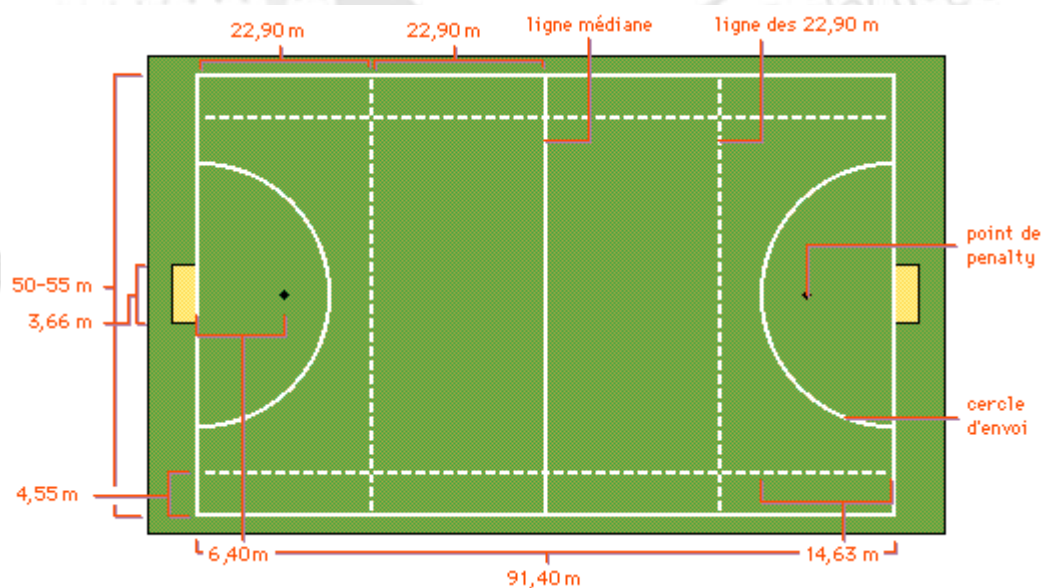 22,90 m
22,90 m
ligne médiane
ligne des 22,90 m
point de
penalty
50-55 m
3,66 m
cercle
d'envoi
4,55 m
6,40m
14,63 m
91,40 m